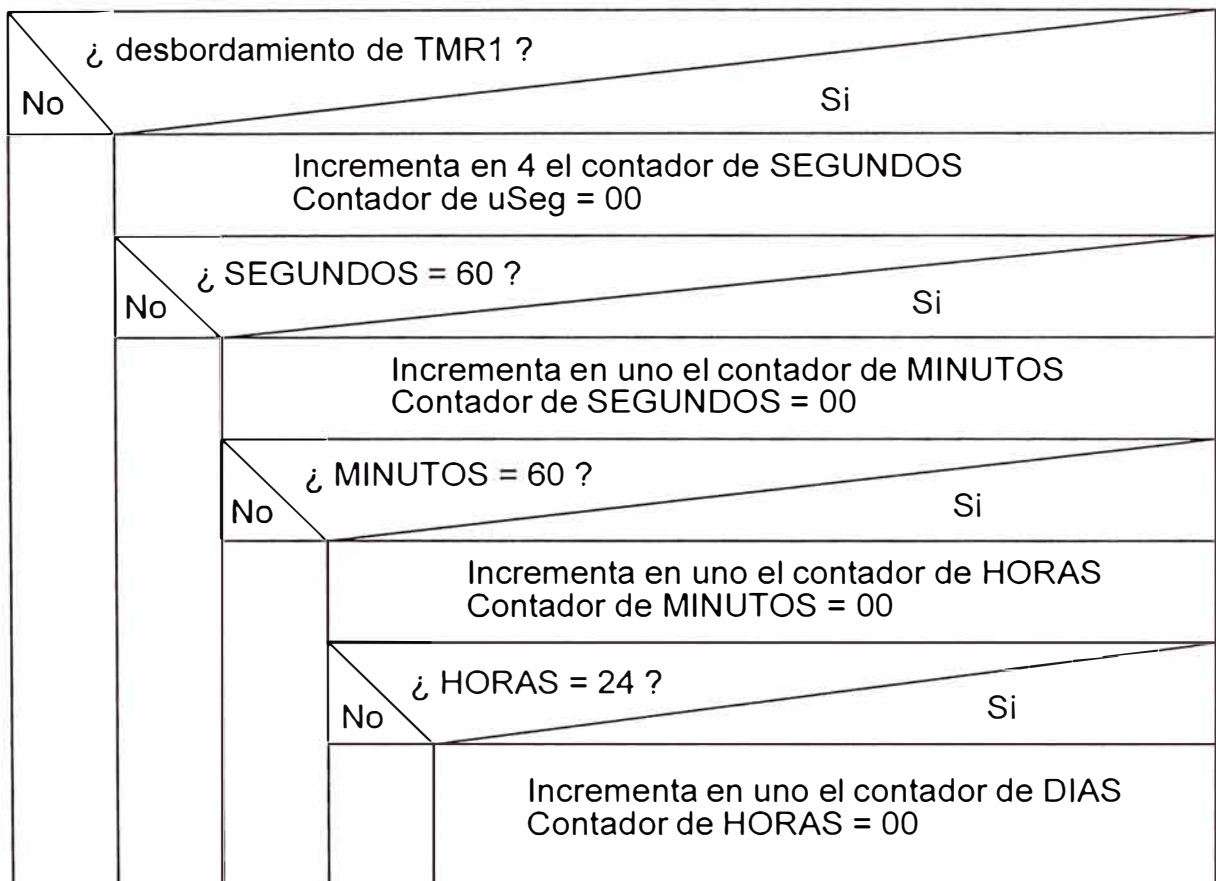 ¿ desbordamiento de TMR1 ?
No
Si
Incrementa en 4 el contador de SEGUNDOS
Contador de uSeg = 00
¿ SEGUNDOS = 60 ?
No
Si
Incrementa en uno el contador de MINUTOS
Contador de SEGUNDOS = 00
¿ MINUTOS = 60 ?
No
Si
Incrementa en uno el contador de HORAS
Contador de MINUTOS = 00
¿ HORAS = 24 ?
No
Si
Incrementa en uno el contador de DIAS
Contador de HORAS = 00